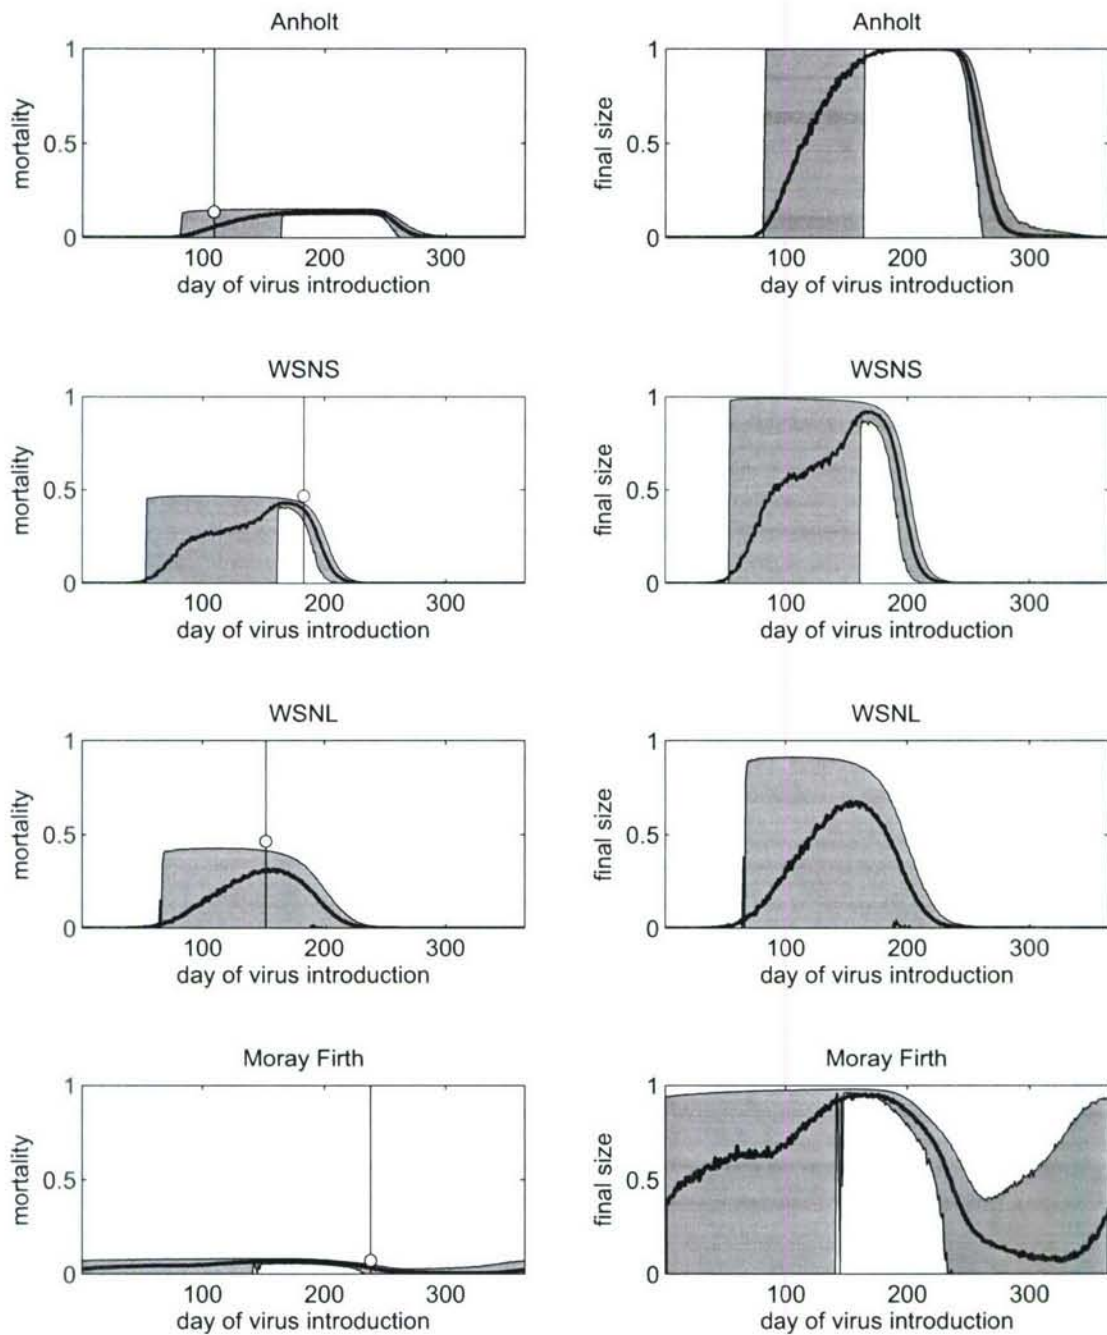 Anholt
Anholt
1
0.5
0
mortality
100 200 300
day of virus introduction
1
0.5
0
final size
100 200 300
day of virus introduction
WSNS
WSNS
1
0.5
0
mortality
100 200 300
day of virus introduction
1
0.5
0
final size
100 200 300
day of virus introduction
WSNL
WSNL
1
0.5
0
mortality
100 200 300
day of virus introduction
1
0.5
0
final size
100 200 300
day of virus introduction
Moray Firth
Moray Firth
1
0.5
0
mortality
100 200 300
day of virus introduction
1
0.5
0
final size
100 200 300
day of virus introduction